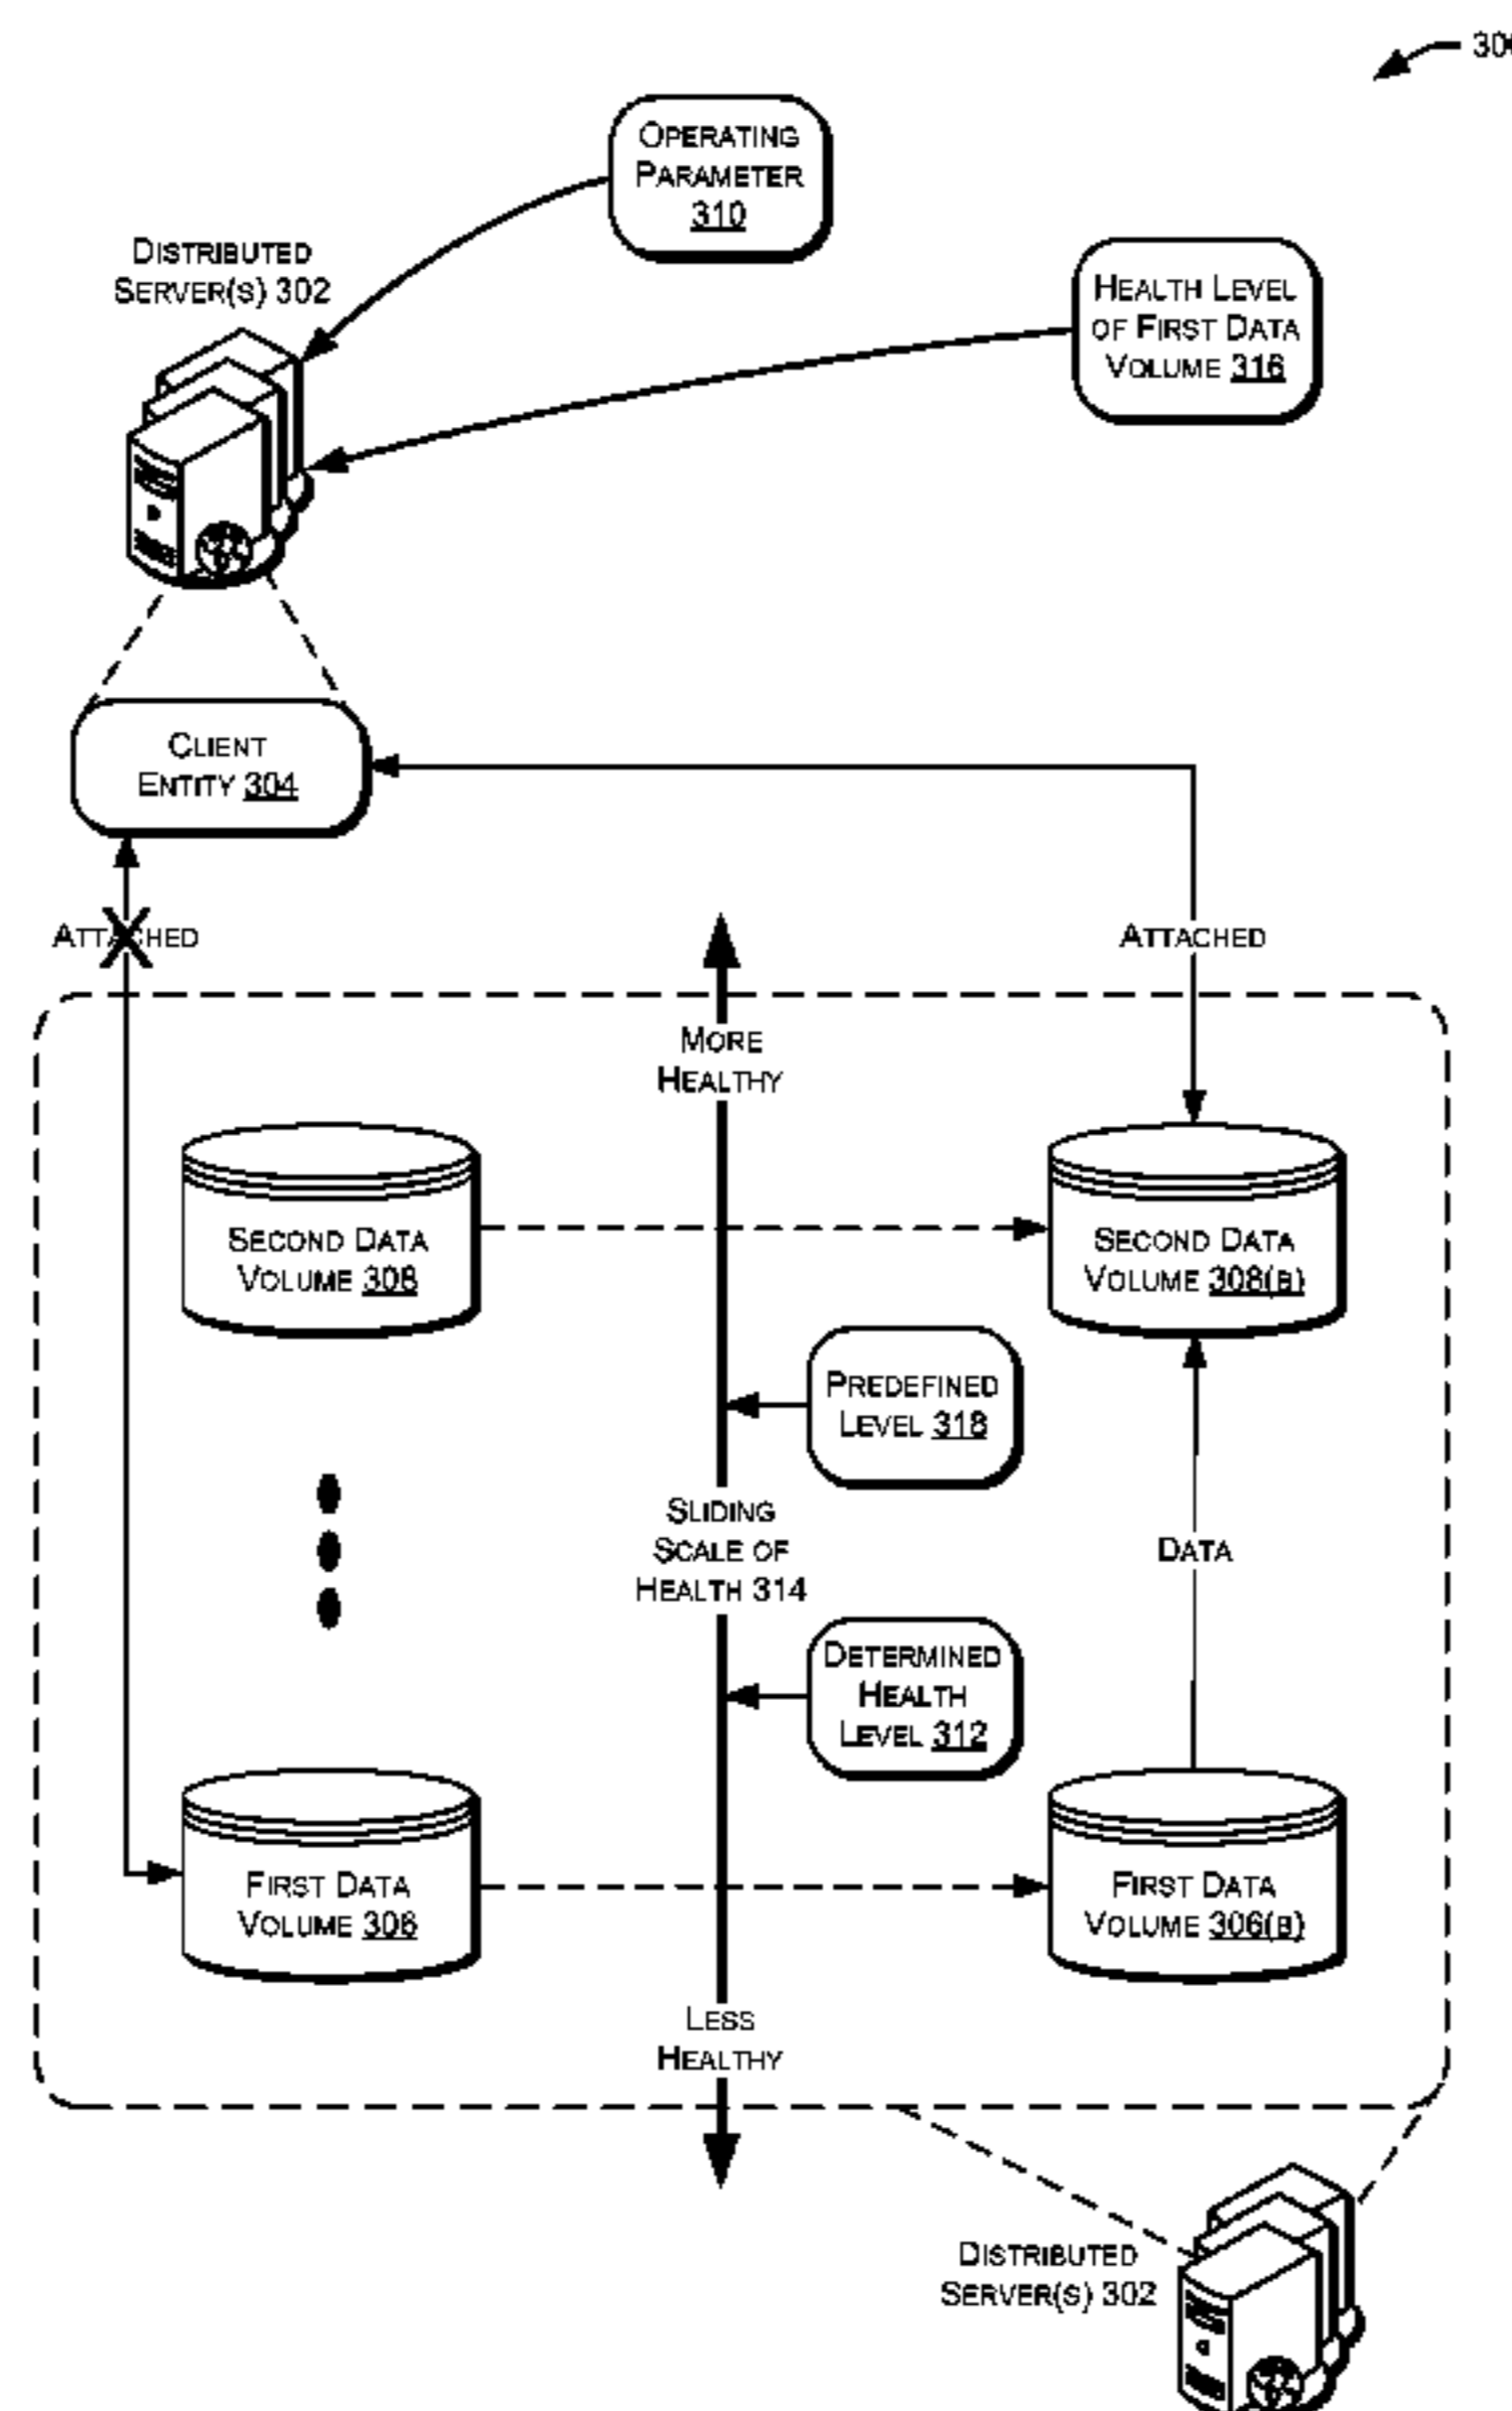 OPERATING
PARAMETER
310
DISTRIBUTED
SERVER(S) 302
HEALTH LEVEL
OF FIRST DATA
VOLUME 316
CLIENT
ENTITY 304
ATTACHED
ATTACHED
MORE
HEALTHY
SECOND DATA
VOLUME 308
SECOND DATA
VOLUME 308(B)
PREDEFINED
LEVEL 318
SLIDING
SCALE OF
HEALTH 314
DATA
DETERMINED
HEALTH
LEVEL 312
FIRST DATA
VOLUME 306
FIRST DATA
VOLUME 306(B)
LESS
HEALTHY
DISTRIBUTED
SERVER(S) 302